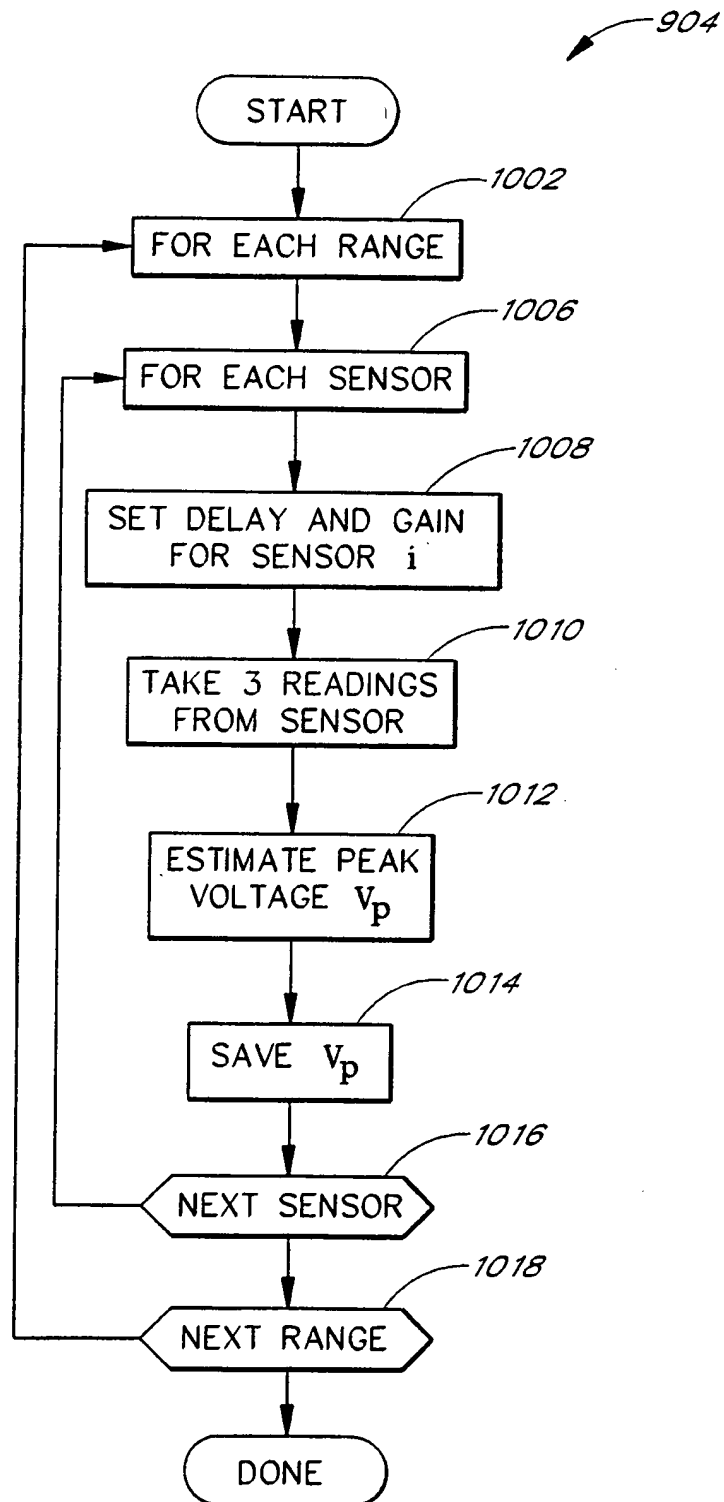 904
START
1002
FOR EACH RANGE
1006
FOR EACH SENSOR
1008
SET DELAY AND GAIN
FOR SENSOR i
1010
TAKE 3 READINGS
FROM SENSOR
1012
ESTIMATE PEAK
VOLTAGE Vp
1014
SAVE Vp
1016
NEXT SENSOR
1018
NEXT RANGE
DONE